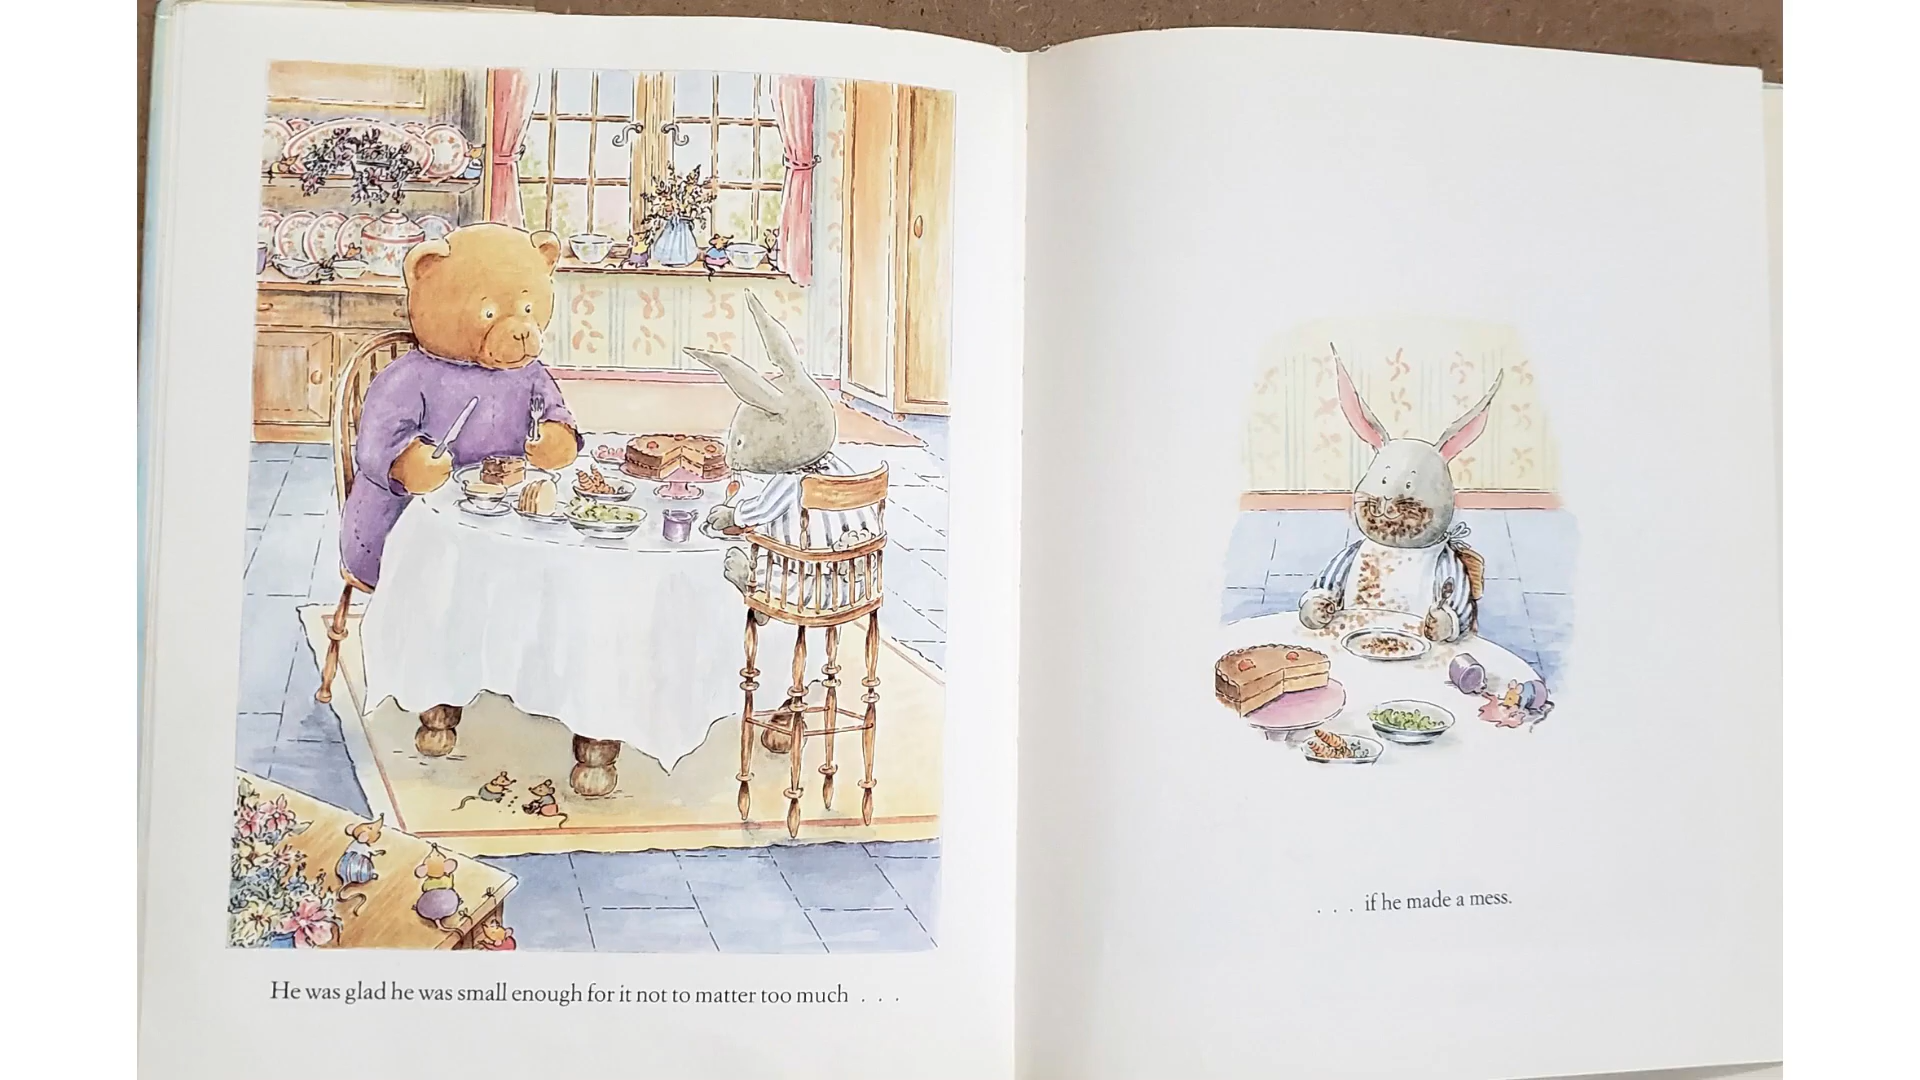 He was glad he was small enough for it not to matter too much . . .
. . . if he made a mess.